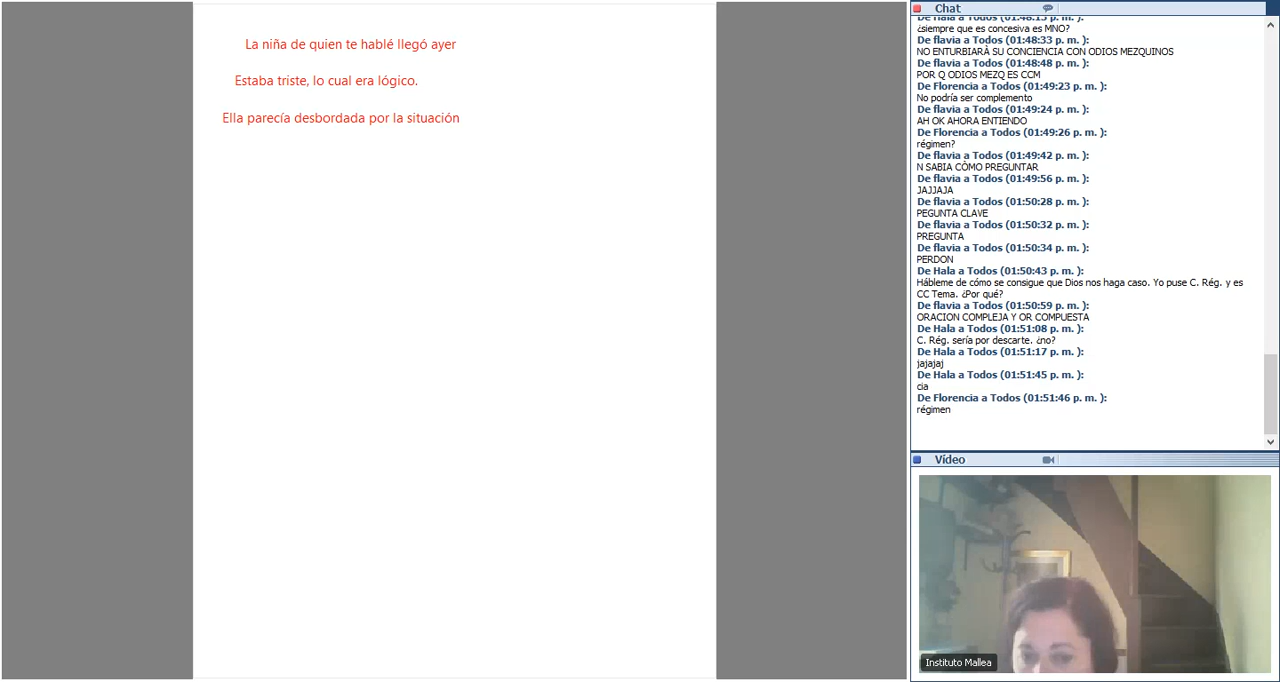 La niña de quien te hablé llegó ayer
Estaba triste, lo cual era lógico.
Ella parecía desbordada por la situación
Chat
De Hala a Todos (01:48:15 p. m. ):
¿siempre que es concesiva es MNO?
De flavia a Todos (01:48:33 p. m. ):
NO ENTURBIARÀ SU CONCIENCIA CON ODIOS MEZQUINOS
De flavia a Todos (01:48:48 p. m. ):
POR Q ODIOS MEZQ ES CCM
De Florencia a Todos (01:49:23 p. m. ):
No podría ser complemento
De flavia a Todos (01:49:24 p. m. ):
AH OK AHORA ENTIENDO
De Florencia a Todos (01:49:26 p. m. ):
régimen?
De flavia a Todos (01:49:42 p. m. ):
N SABIA CÒMO PREGUNTAR
De flavia a Todos (01:49:56 p. m. ):
JAJJAJA
De flavia a Todos (01:50:28 p. m. ):
PEGUNTA CLAVE
De flavia a Todos (01:50:32 p. m. ):
PREGUNTA
De flavia a Todos (01:50:34 p. m. ):
PERDON
De Hala a Todos (01:50:43 p. m. ):
Hábleme de cómo se consigue que Dios nos haga caso. Yo puse C. Rég. y es
CC Tema. ¿Por qué?
De flavia a Todos (01:50:59 p. m. ):
ORACION COMPLEJA Y OR COMPUESTA
De Hala a Todos (01:51:08 p. m. ):
C. Rég. sería por descarte. ¿no?
De Hala a Todos (01:51:17 p. m. ):
jajajaj
De Hala a Todos (01:51:45 p. m. ):
cia
De Florencia a Todos (01:51:46 p. m. ):
régimen
Vídeo
Instituto Mallea